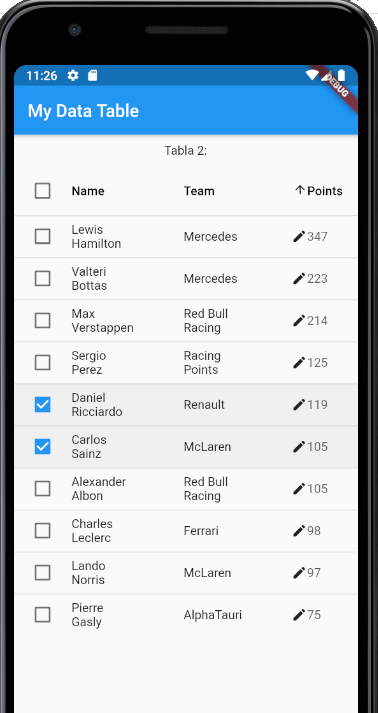 11:26
DEBUG
My Data Table
Tabla 2:
Name Team Points
Lewis
Hamilton Mercedes 347
Valteri
Bottas Mercedes 223
Max
Verstappen Red Bull
Racing 214
Sergio
Perez Racing
Points 125
Daniel
Ricciardo Renault 119
Carlos
Sainz McLaren 105
Alexander
Albon Red Bull
Racing 105
Charles
Leclerc Ferrari 98
Lando
Norris McLaren 97
Pierre
Gasly AlphaTauri 75